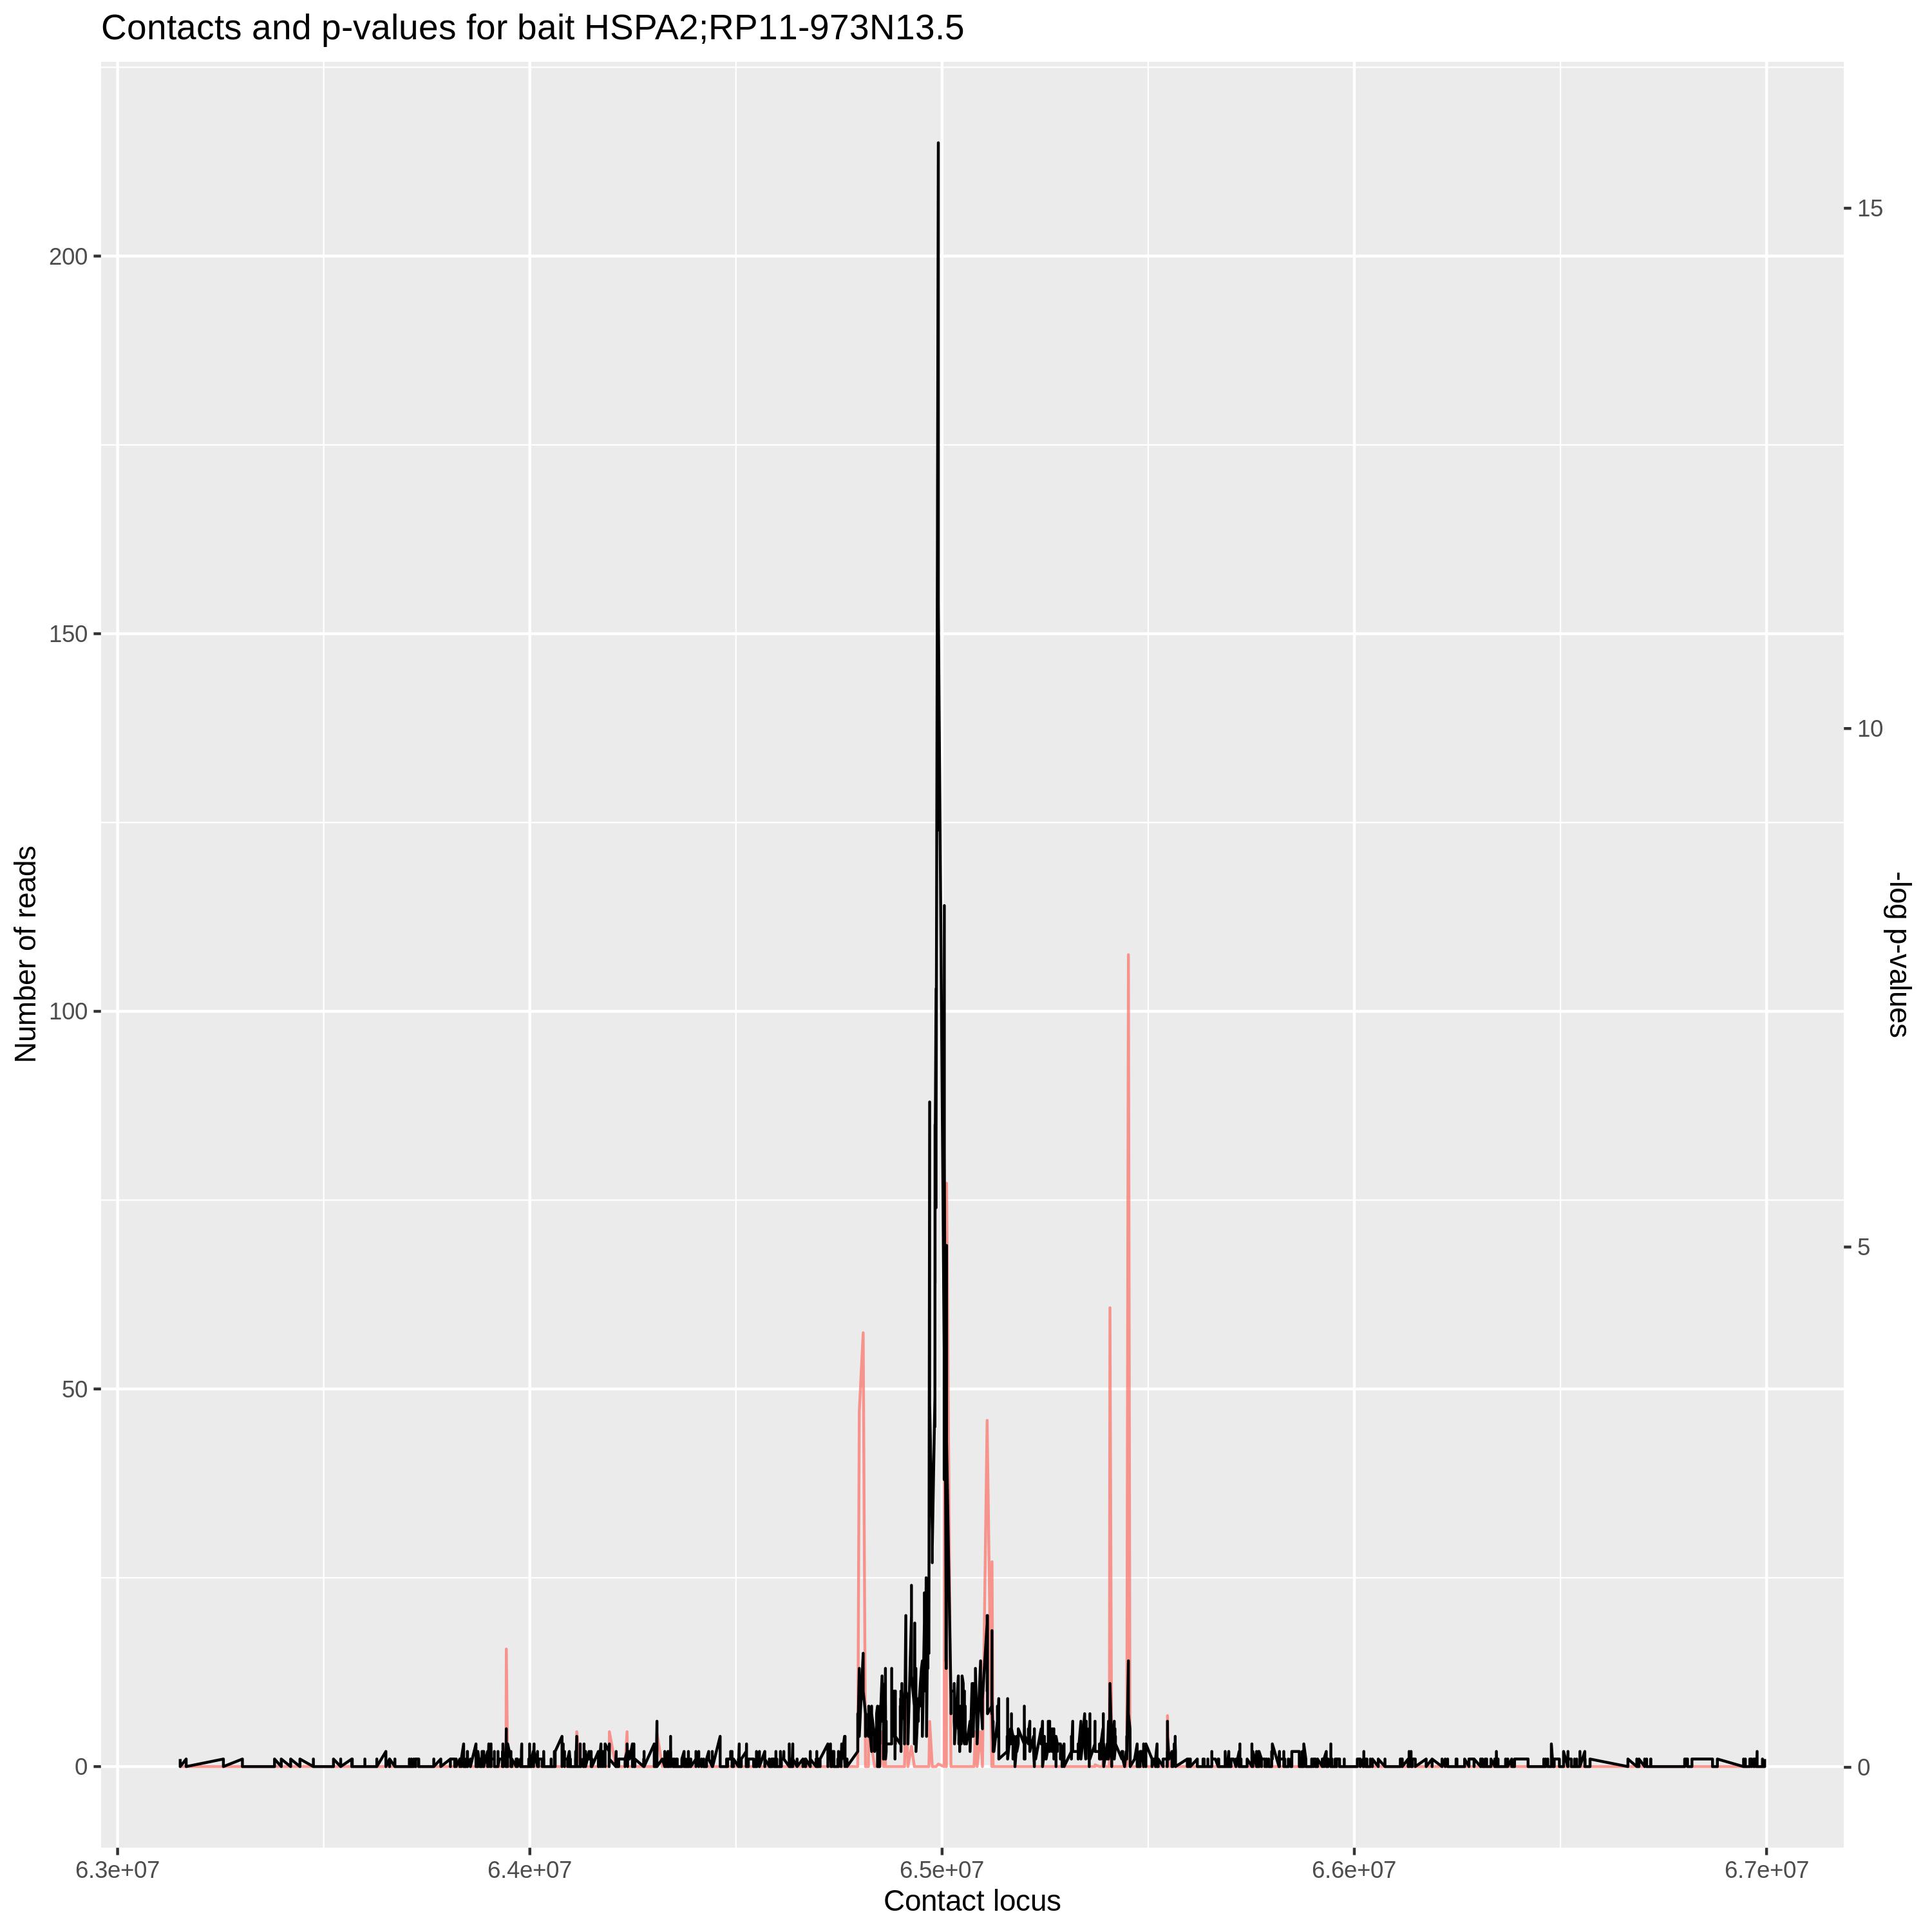 Contacts and p-values for bait HSPA2;RP11-973N13.5
200
150
100
50
0
Number of reads
15
10
5
0
-log p-values
6.3e+07
6.4e+07
6.5e+07
6.6e+07
6.7e+07
Contact locus